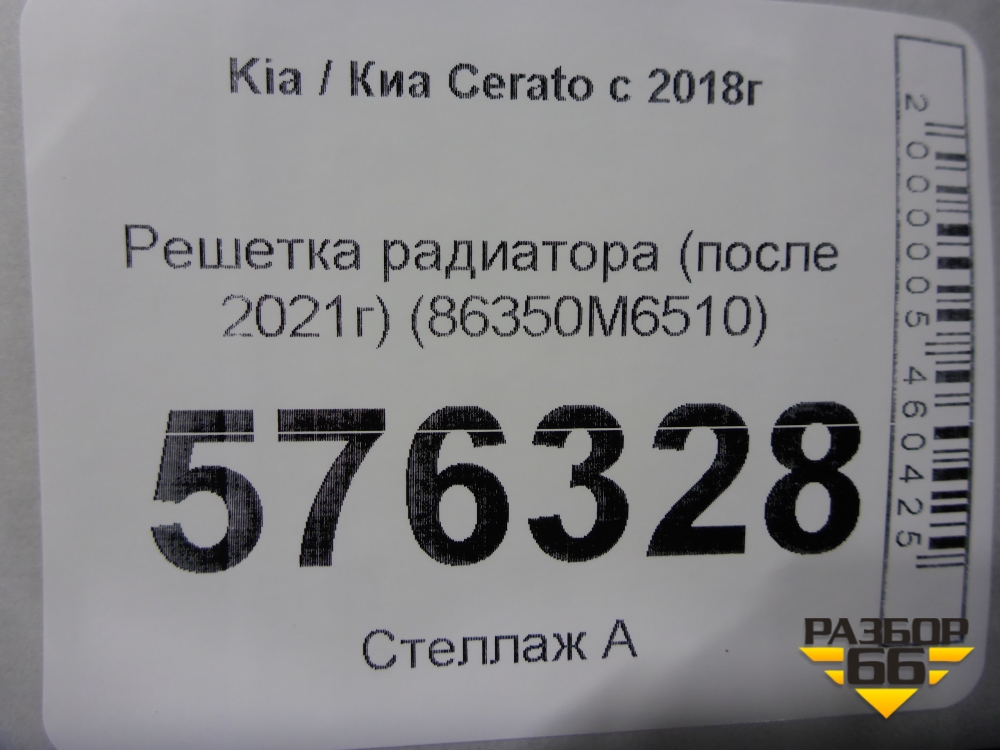 Kia / Киа Cerato с 2018г
Решетка радиатора (после
2021г) (86350M6510)
576328
Стеллаж А
2000005460425
РАЗБОР
66